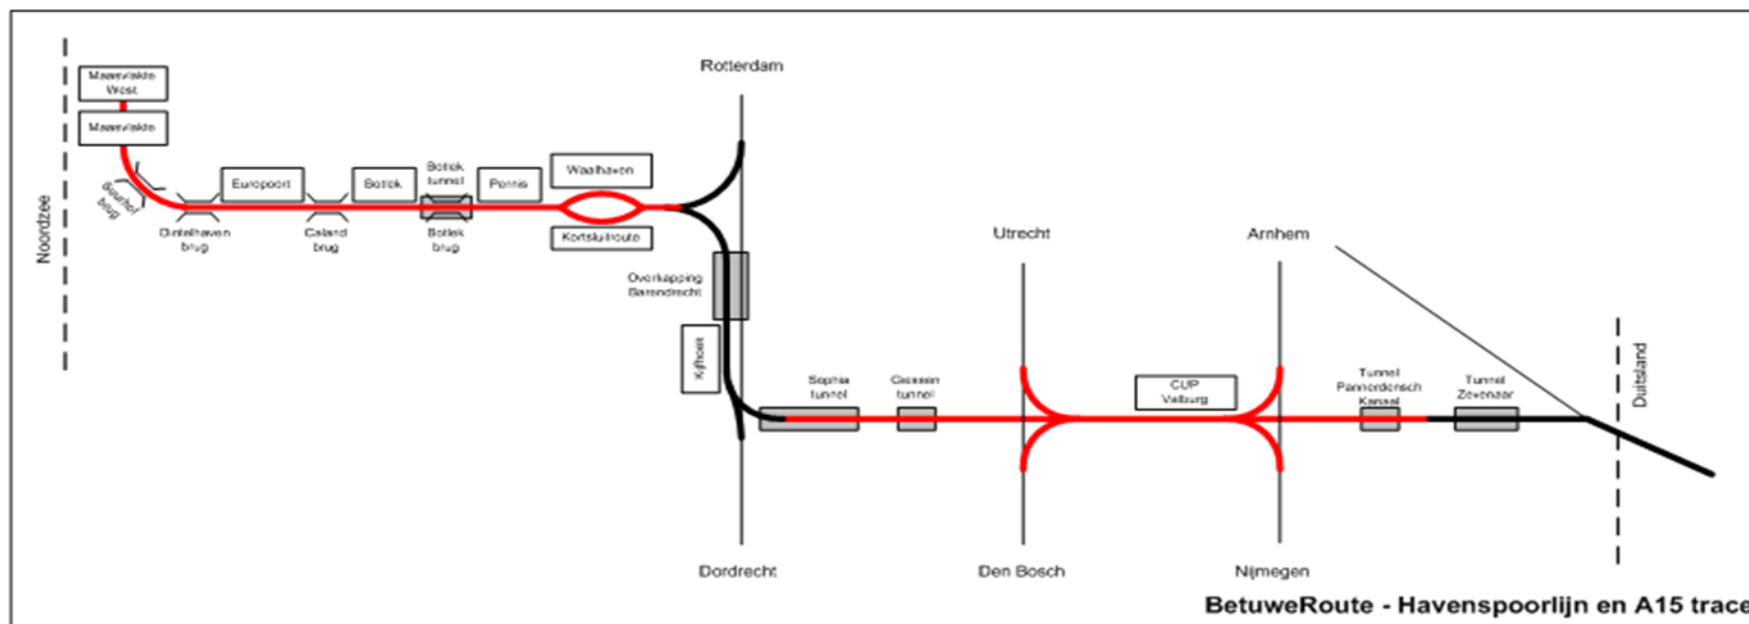 Rotterdam
Maasvlakte
West
Maasvlakte
Noordzee
Suurhof
brug
Dintelhaven
brug
Europoort
Caland
brug
Botlek
Botlek
tunnel
Botlek
brug
Pernis
Waalhaven
Kortsluitroute
Overkapping
Barendrecht
Kijfhoek
Dordrecht
Sophia
tunnel
Giessen
tunnel
Utrecht
Den Bosch
CUP
Valburg
Arnhem
Nijmegen
Tunnel
Pannerdensch
Kanaal
Tunnel
Zevenaar
Duitsland
BetuweRoute - Havenspoorlijn en A15 trace